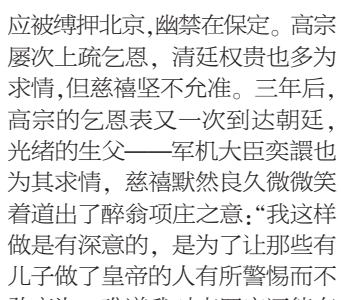 应被缚押北京,幽禁在保定。高宗
屡次上疏乞恩，清廷权贵也多为
求情,但慈禧坚不允准。三年后，
高宗的乞恩表又一次到达朝廷，
光绪的生父——军机大臣奕譞也
为其求情，慈禧默然良久微微笑
着道出了醉翁项庄之意:“我这样
做是有深意的，是为了让那些有
儿子做了皇帝的人有所警惕而不